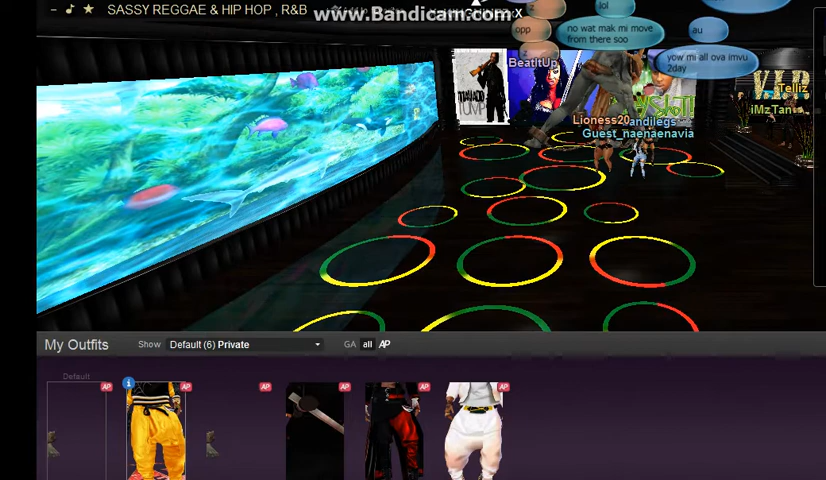 SASSY REGGAE & HIP HOP , R&B
www.Bandicam.com
lol
opp
no wat mak mi move
from there soo
au
yow mi all ova imvu
2day
BeatItUp
V.I.P
Telliz
iMzTan
Lioness20
andilegs
Guest_naenaenavia
My Outfits
Show
Default (6) Private
GA
all
AP
Default
i
AP
AP
AP
AP
AP
AP